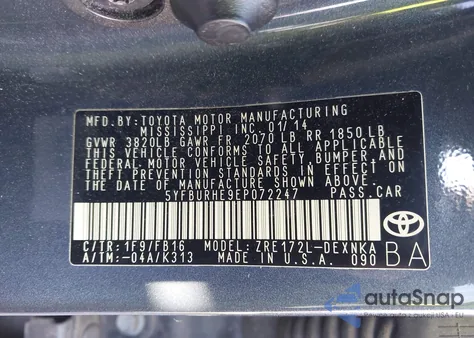 MFD.BY: TOYOTA MOTOR MANUFACTURING
MISSISSIPPI INC. 01/14
GVWR 3820LB GAWR FR 2070 LB RR 1850LB
THIS VEHICLE CONFORMS TO ALL APPLICABLE
FEDERAL MOTOR VEHICLE SAFETY, BUMPER, AND
THEFT PREVENTION STANDARDS IN EFFECT ON
THE DATE OF MANUFACTURE SHOWN ABOVE.
5YFBURHE9EP072247 PASS.CAR
C/TR: 1F9/FB16 ZRE172L-DEXNKA
A/TM:-04A/K313 MADE IN U.S.A. 090
BA
autoSnap